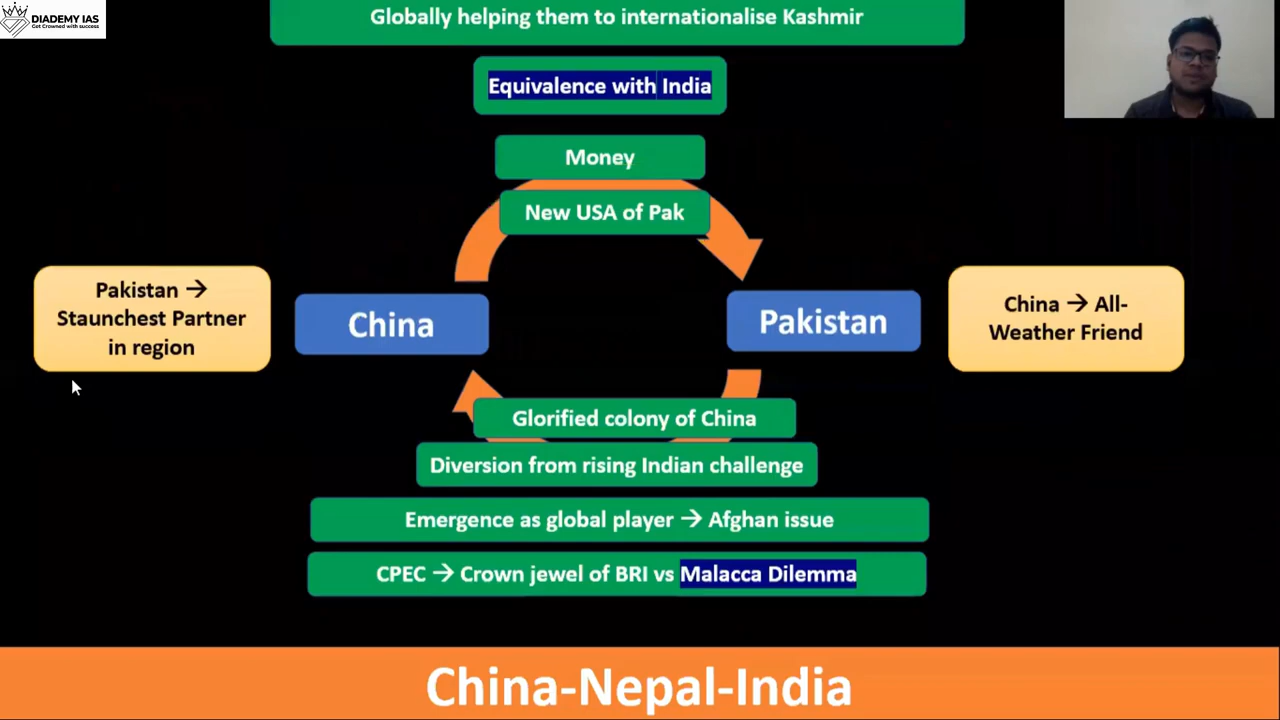 DIADEMY IAS
Get Crowned with success
Globally helping them to internationalise Kashmir
Equivalence with India
Money
New USA of Pak
Pakistan →
Staunchest Partner
in region
China
Pakistan
China → All-
Weather Friend
Glorified colony of China
Diversion from rising Indian challenge
Emergence as global player → Afghan issue
CPEC → Crown jewel of BRI vs Malacca Dilemma
China-Nepal-India